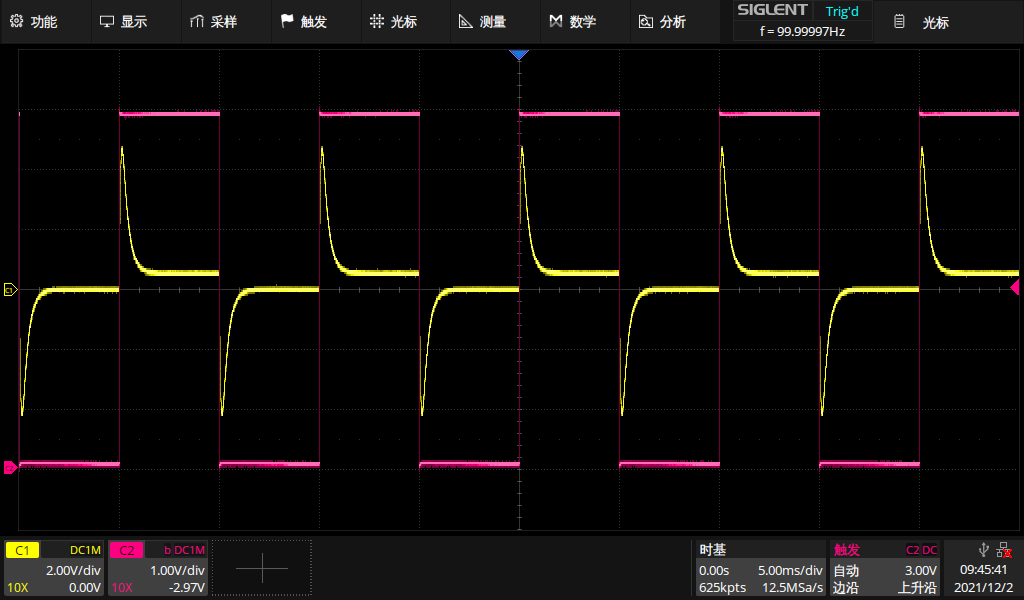 功能 显示 采样 触发 光标 测量 数学 分析 SIGLENT Trig'd 光标
f = 99.99997Hz
C1
C2
C1 DC1M C2 b DC1M 时基 触发 C2 DC
2.00V/div 1.00V/div 0.00s 5.00ms/div 自动 3.00V 09:45:41
10X 0.00V 10X -2.97V 625kpts 12.5MSa/s 边沿 上升沿 2021/12/2